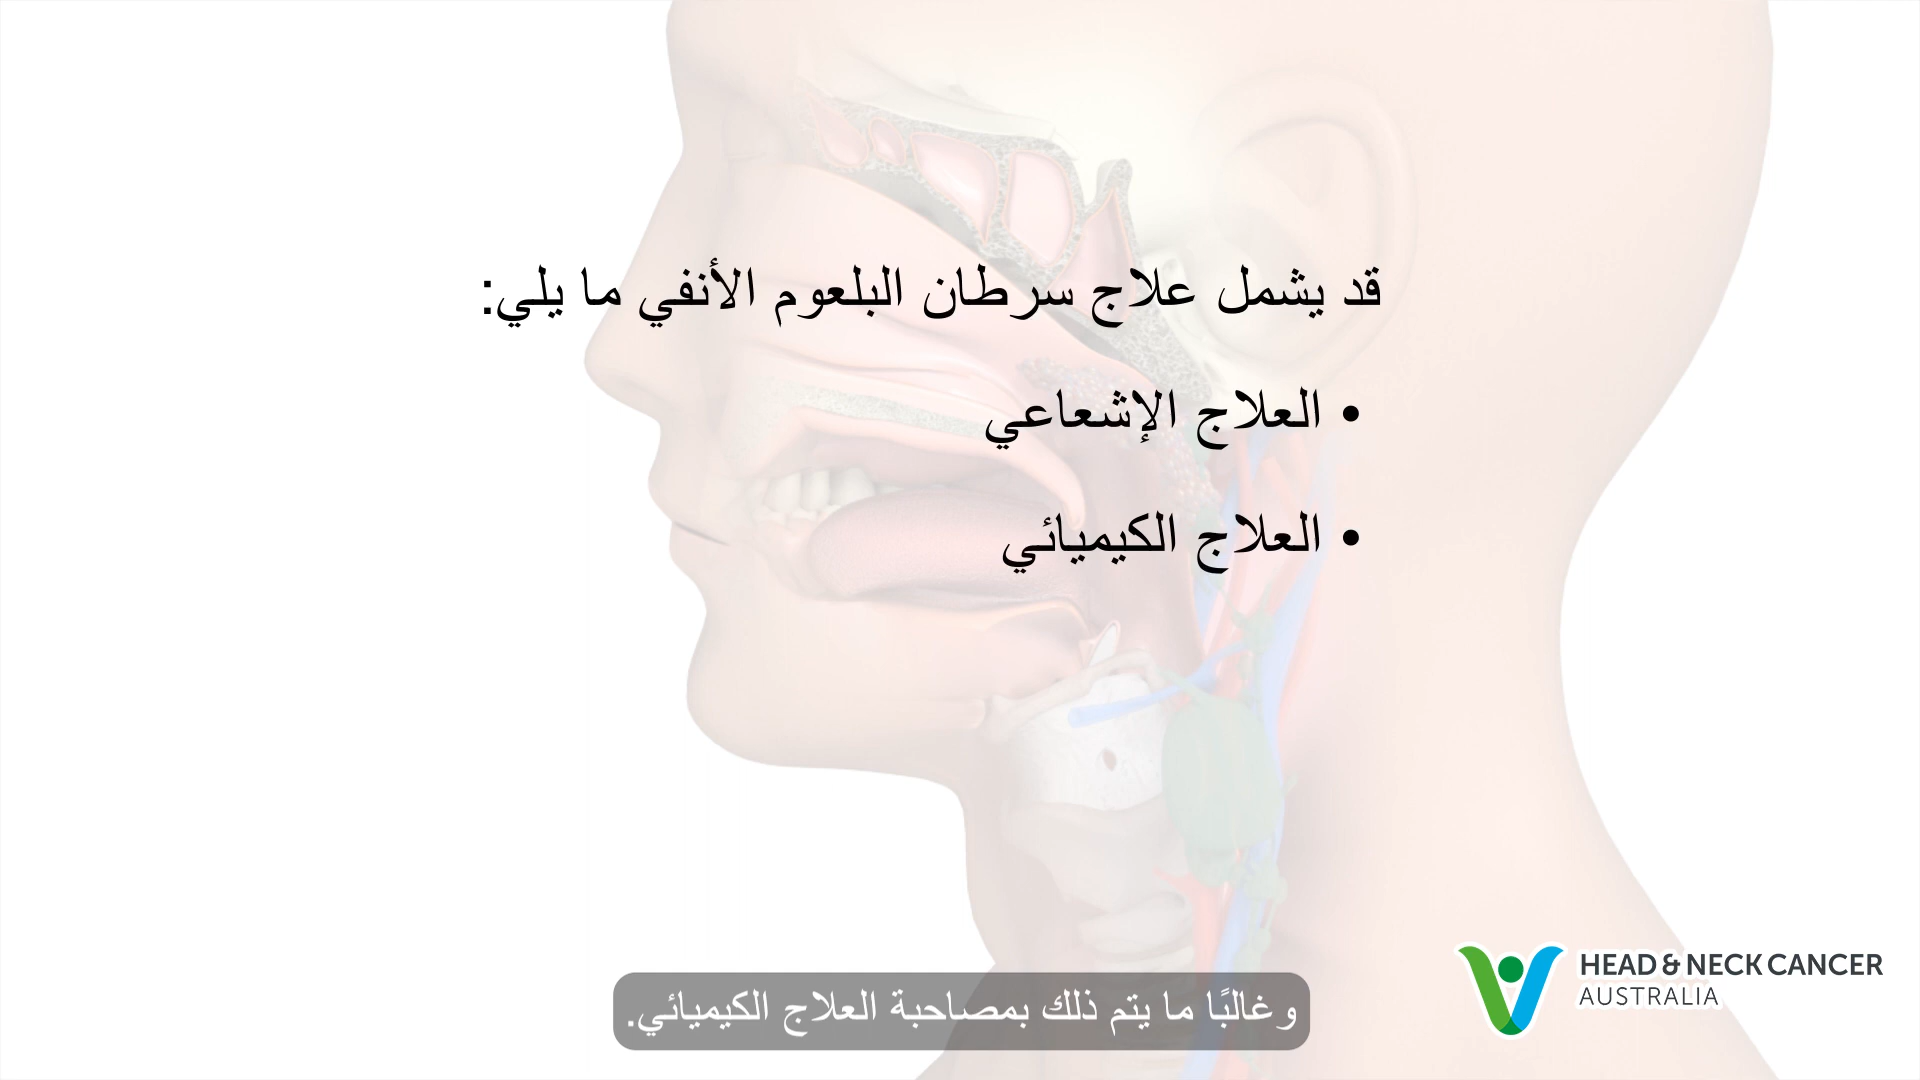 قد يشمل علاج سرطان البلعوم الأنفي ما يلي:
• العلاج الإشعاعي
• العلاج الكيميائي
وغالبًا ما يتم ذلك بمصاحبة العلاج الكيميائي.
HEAD & NECK CANCER
AUSTRALIA